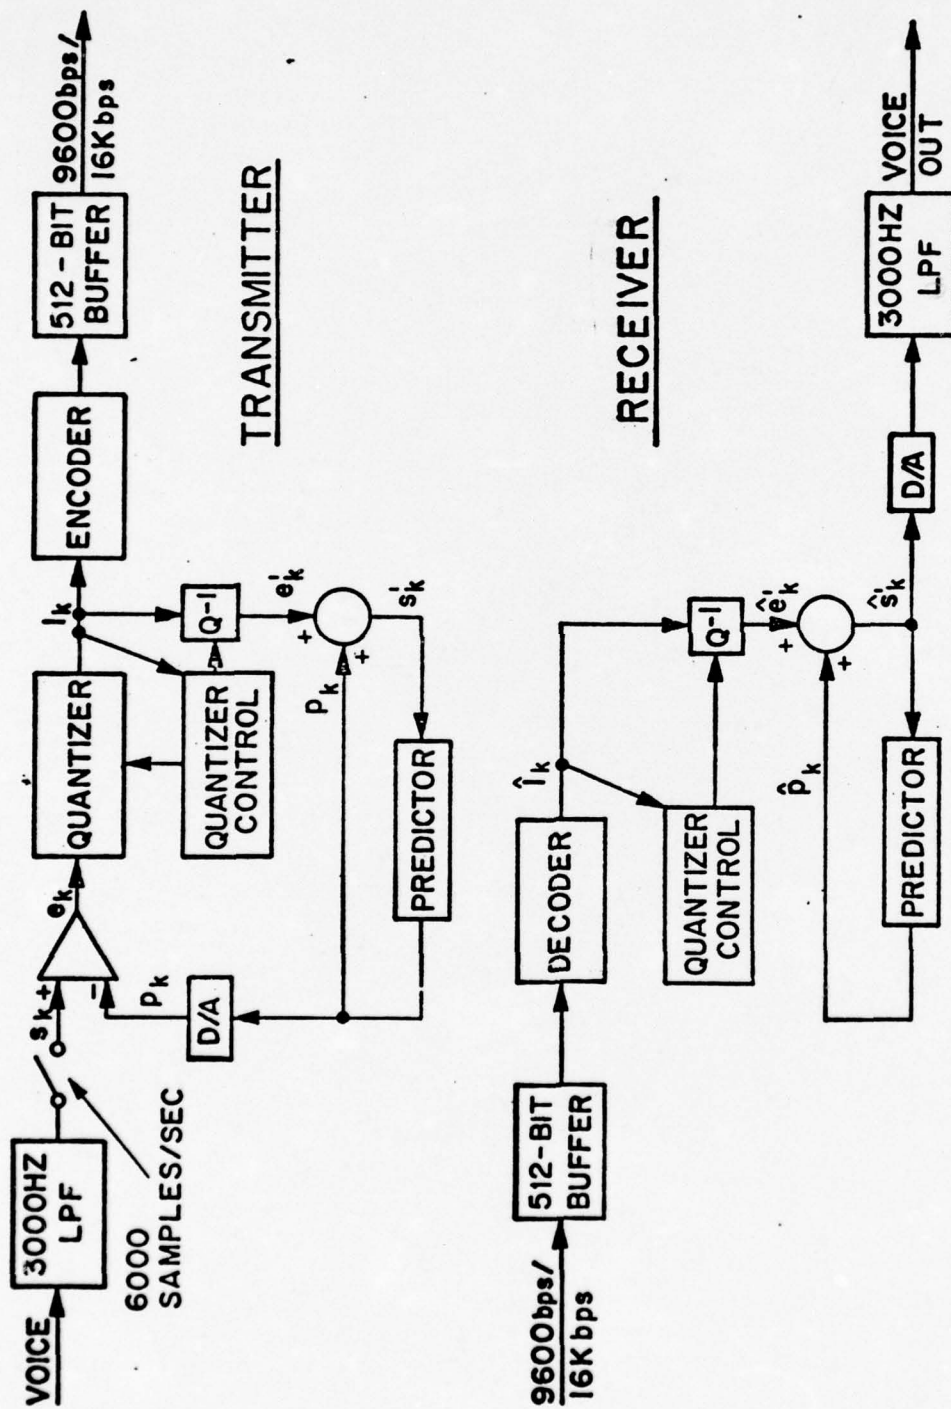 VOICE
3000HZ
LPF
6000
SAMPLES/SEC
s_k
+
-
e_k
p_k
D/A
QUANTIZER
QUANTIZER
CONTROL
I_k
Q-1
e'_k
+
+
p_k
s'_k
PREDICTOR
ENCODER
512-BIT
BUFFER
9600bps/
16Kbps
TRANSMITTER
RECEIVER
9600bps/
16Kbps
512-BIT
BUFFER
DECODER
Î_k
QUANTIZER
CONTROL
Q-1
ê'_k
+
+
p̂_k
ŝ'_k
PREDICTOR
D/A
3000HZ
LPF
VOICE
OUT